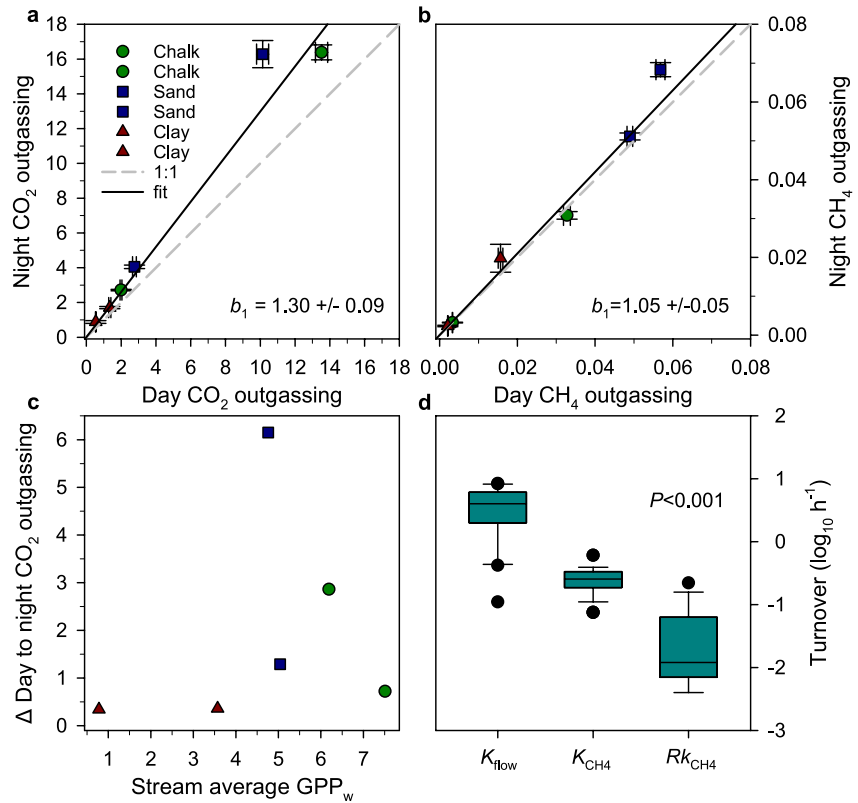 a
Night CO2 outgassing
18
16
14
12
10
8
6
4
2
0
Chalk
Chalk
Sand
Sand
Clay
Clay
1:1
fit
b1 = 1.30 +/- 0.09
0 2 4 6 8 10 12 14 16 18
Day CO2 outgassing
b
0.08
0.06
0.04
0.02
0.00
Night CH4 outgassing
b1=1.05 +/-0.05
0.00 0.02 0.04 0.06 0.08
Day CH4 outgassing
c
Δ Day to night CO2 outgassing
6
5
4
3
2
1
0
1 2 3 4 5 6 7
Stream average GPPw
d
2
1
-0
-1
-2
-3
Turnover (log10 h-1)
P<0.001
Kflow KCH4 RkCH4